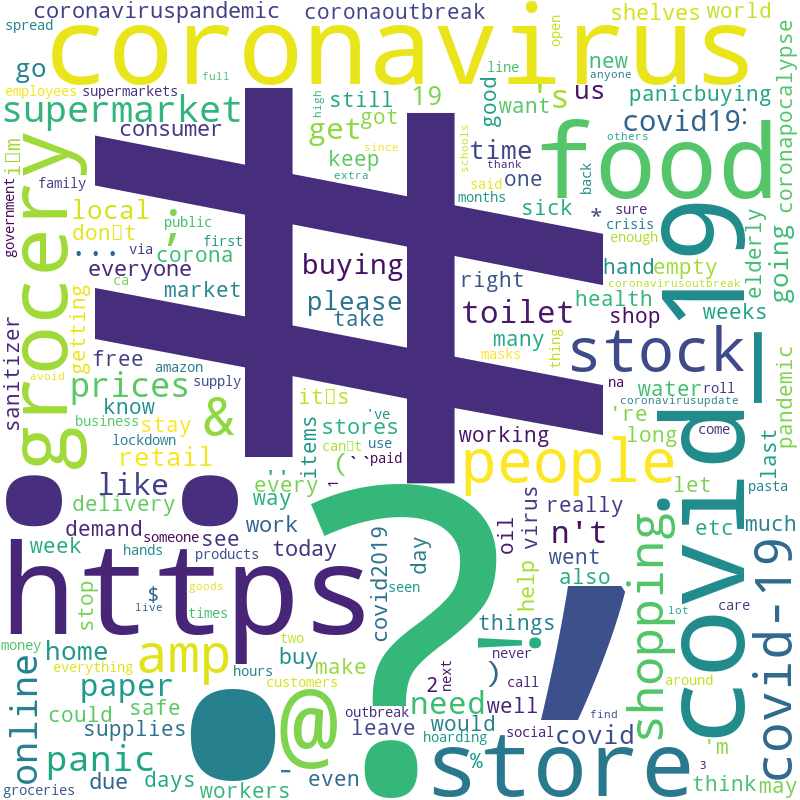 coronaviruspandemic coronaoutbreak shelves world
spread coronavirus open
go full line new anyone
employees supermarkets 19 good want 's us panicbuying coronapocalypse
supermarket high still get got covid19 :
consumer # food
grocery i▯m keep since schools time others
family extra said thank one back
government local ; public months sick * sure crisis
don▯t ... via corona first enough elderly going
everyone buying right hand empty
ca market health coronavirusoutbreak
getting please take toilet shop weeks
sanitizer many stock covid_19
free masks thing
avoid amazon na water roll
prices supply it▯s coronavirusupdate pandemic
know & 've 're
business stay stores long come
lockdown can▯t use working
retail items ( `` paid people last
like .. every 1 let pasta
delivery way virus really .
: demand someone see work ? oil n't etc much
https week hands products today day went shopping
$ goods covid2019 seen help also
stop live times ' lot care covid-19
money home amp two things !
everything hours buy make never around
online paper . @ customers ) call
could safe outbreak 2 next need well find
supplies leave would social covid 'm
panic hoarding store
due days - even % 3
groceries workers think may